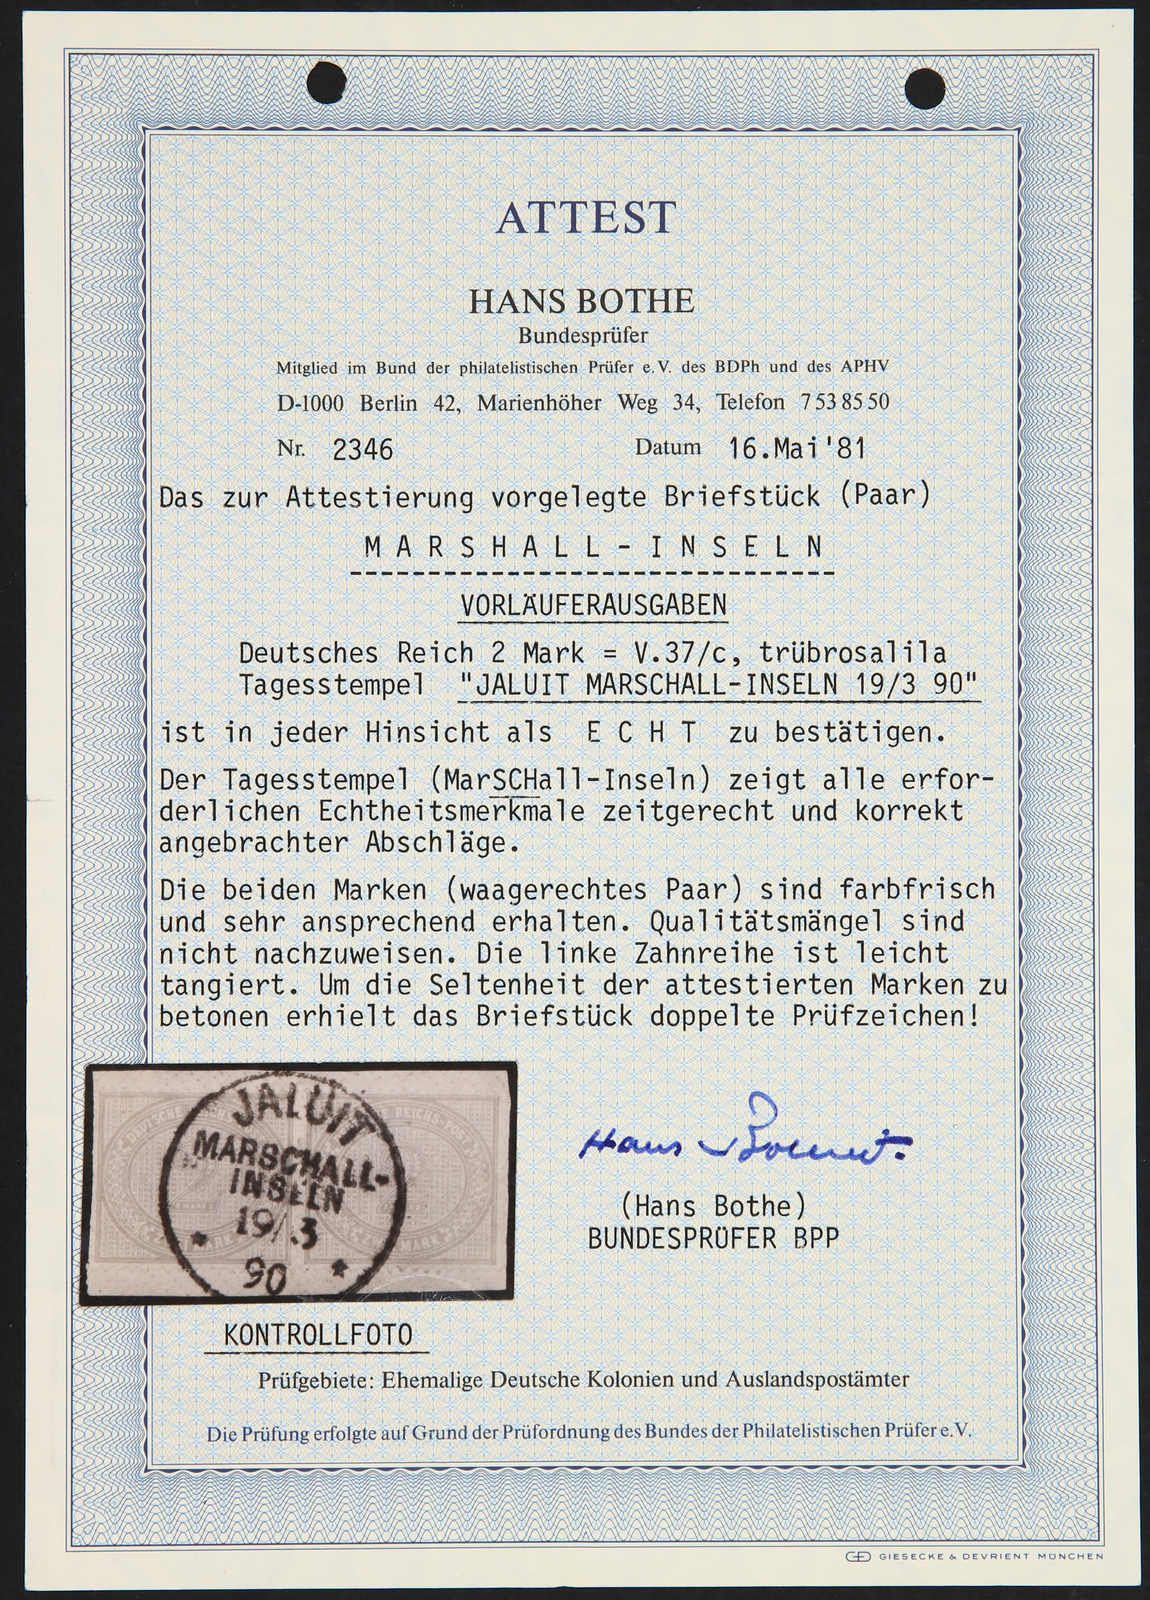 ATTEST
HANS BOTHE
Bundesprüfer
Mitglied im Bund der philatelistischen Prüfer e.V. des BDPh und des APHV
D-1000 Berlin 42, Marienhöher Weg 34, Telefon 7 53 85 50
Nr. 2346 Datum 16.Mai '81
Das zur Attestierung vorgelegte Briefstück (Paar)
M A R S H A L L - I N S E L N
VORLÄUFERAUSGABEN
Deutsches Reich 2 Mark = V.37/c, trübrosalila
Tagesstempel "JALUIT MARSCHALL-INSELN 19/3 90"
ist in jeder Hinsicht als E C H T zu bestätigen.
Der Tagesstempel (MarSCHall-Inseln) zeigt alle erfor-
derlichen Echtheitsmerkmale zeitgerecht und korrekt
angebrachter Abschläge.
Die beiden Marken (waagerechtes Paar) sind farbfrisch
und sehr ansprechend erhalten. Qualitätsmängel sind
nicht nachzuweisen. Die linke Zahnreihe ist leicht
tangiert. Um die Seltenheit der attestierten Marken zu
betonen erhielt das Briefstück doppelte Prüfzeichen!
JALUIT
MARSCHALL-
INSELN
19/.3
90
Hans Bothe
(Hans Bothe)
BUNDESPRÜFER BPP
KONTROLLFOTO
Prüfgebiete: Ehemalige Deutsche Kolonien und Auslandspostämter
Die Prüfung erfolgte auf Grund der Prüfordnung des Bundes der Philatelistischen Prüfer e.V.
GIESECKE & DEVRIENT MÜNCHEN